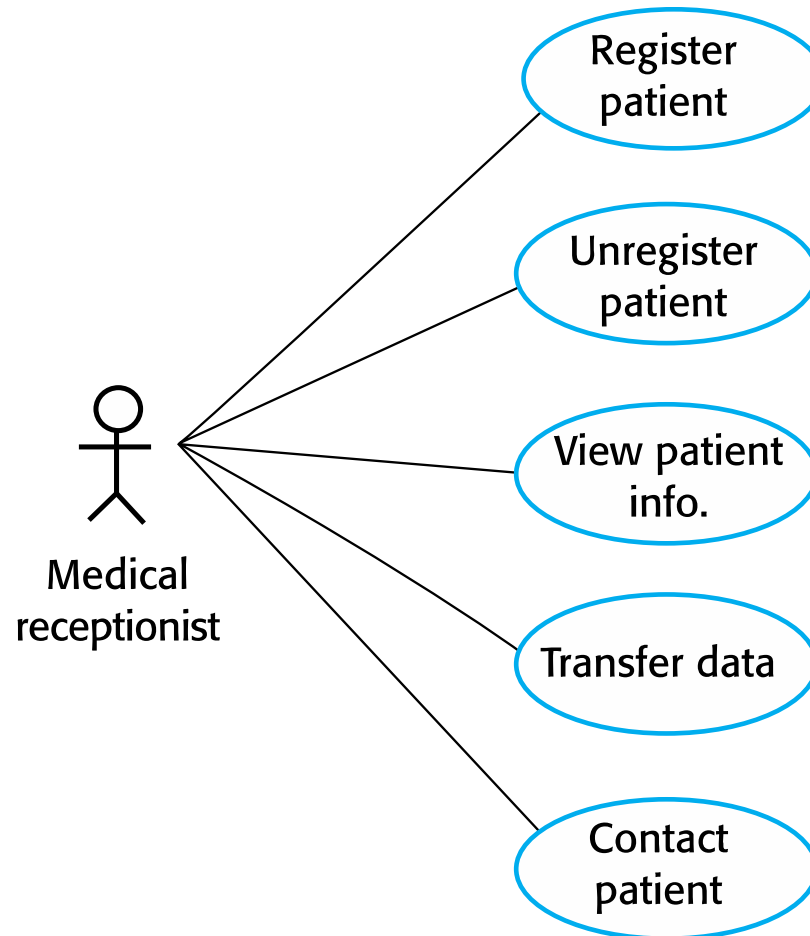 Register
patient
Unregister
patient
View patient
info.
Medical
receptionist
Transfer data
Contact
patient